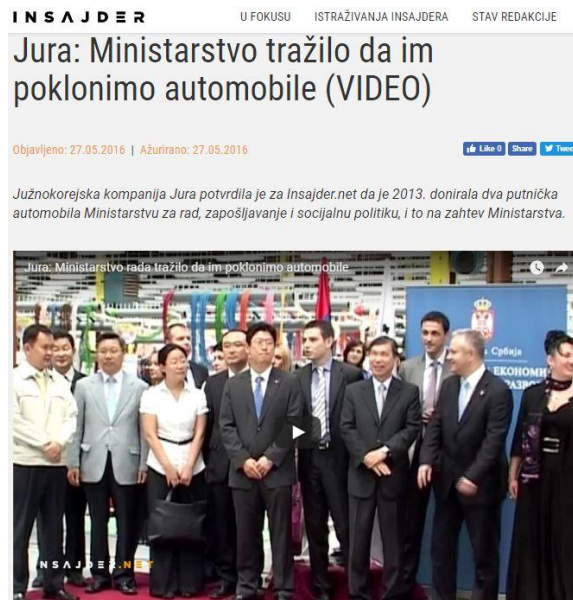 INSAJDER
U FOKUSU ISTRAŽIVANJA INSAJDERA STAV REDAKCIJE
Jura: Ministarstvo tražilo da im
poklonimo automobile (VIDEO)
Objavljeno: 27.05.2016 | Ažurirano: 27.05.2016
Like 0 Share
Južnokorejska kompanija Jura potvrdila je za Insajder.net da je 2013. donirala dva putnička
automobila Ministarstvu za rad, zapošljavanje i socijalnu politiku, i to na zahtev Ministarstva.
Jura: Ministarstvo rada tražilo da im poklonimo automobile
а Србија
ЕКОНОМИ
РАЗВО
INSAJDER.NET